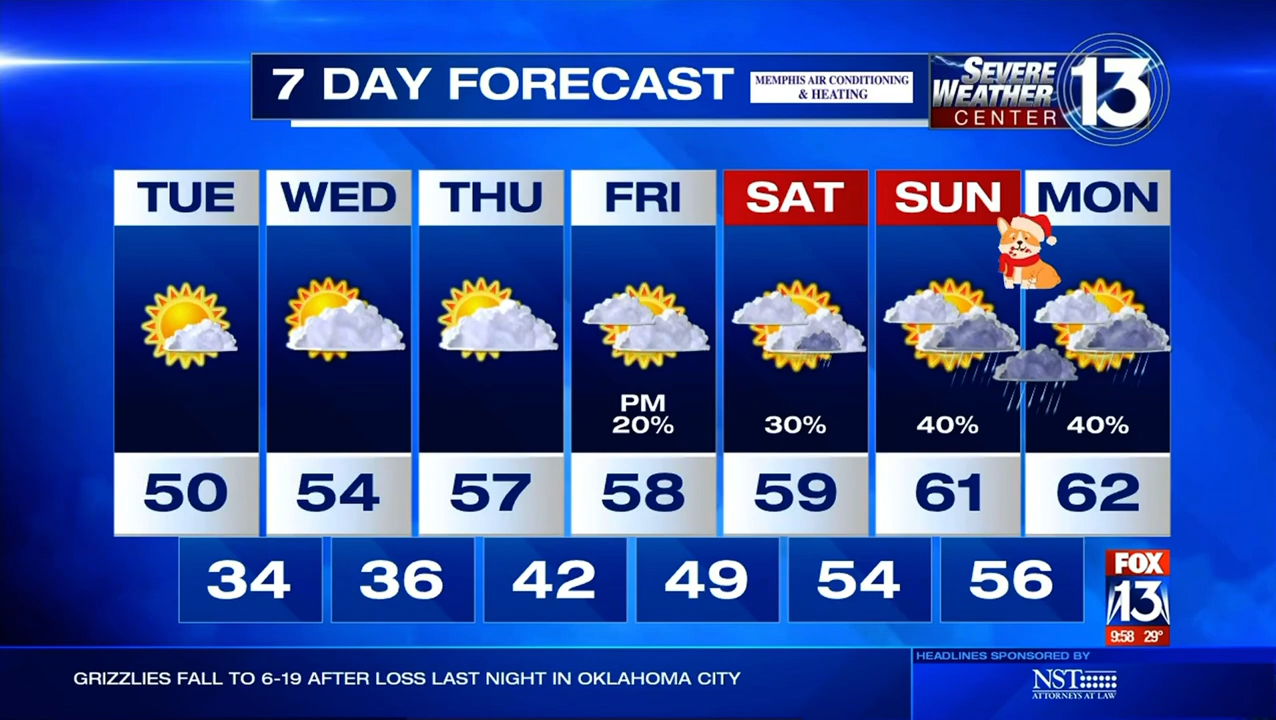 7 DAY FORECAST
MEMPHIS AIR CONDITIONING
& HEATING
SEVERE
WEATHER
CENTER
13
TUE WED THU FRI SAT SUN MON
PM
20% 30% 40% 40%
50 54 57 58 59 61 62
34 36 42 49 54 56
FOX
13
9:58 29°
HEADLINES SPONSORED BY
GRIZZLIES FALL TO 6-19 AFTER LOSS LAST NIGHT IN OKLAHOMA CITY
NST
ATTORNEYS AT LAW